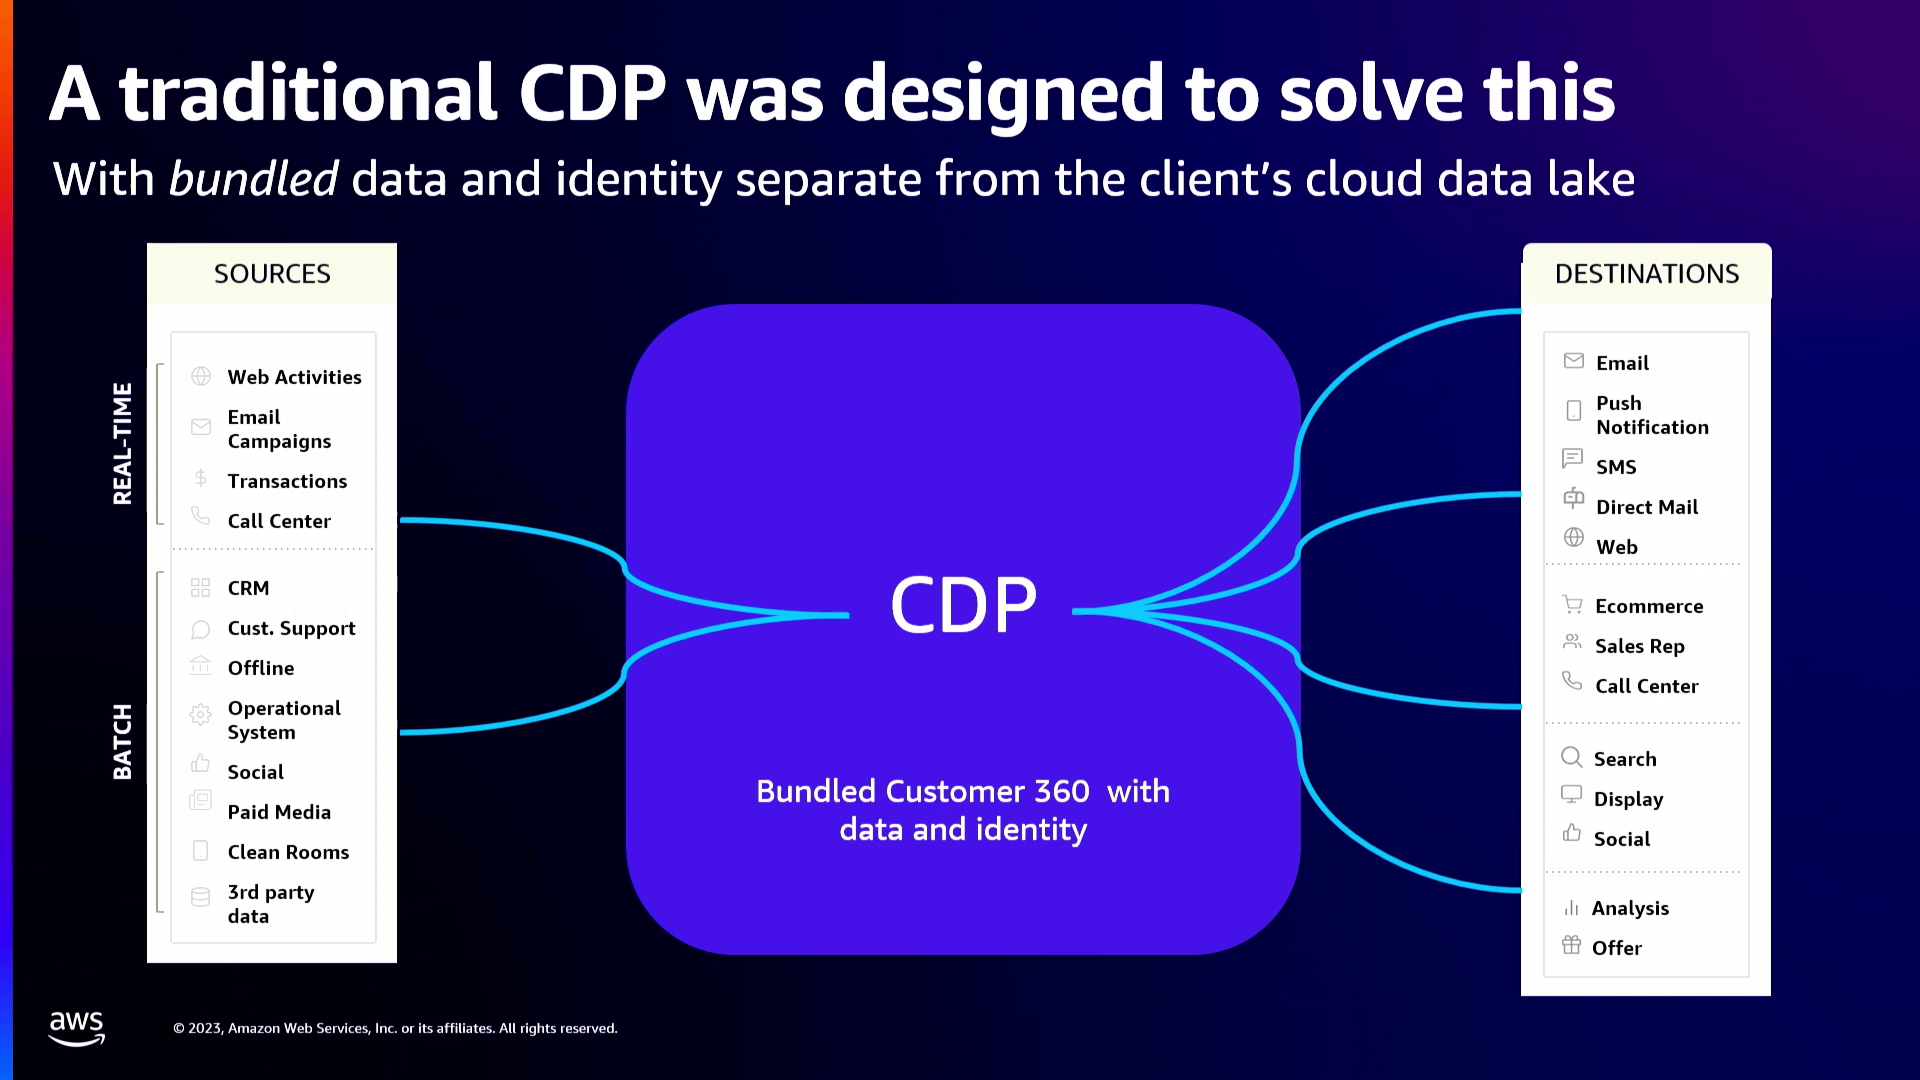 A traditional CDP was designed to solve this
With bundled data and identity separate from the client's cloud data lake
SOURCES
REAL-TIME
Web Activities
Email
Campaigns
Transactions
Call Center
BATCH
CRM
Cust. Support
Offline
Operational
System
Social
Paid Media
Clean Rooms
3rd party
data
CDP
Bundled Customer 360 with
data and identity
DESTINATIONS
Email
Push
Notification
SMS
Direct Mail
Web
Ecommerce
Sales Rep
Call Center
Search
Display
Social
Analysis
Offer
aws
© 2023, Amazon Web Services, Inc. or its affiliates. All rights reserved.